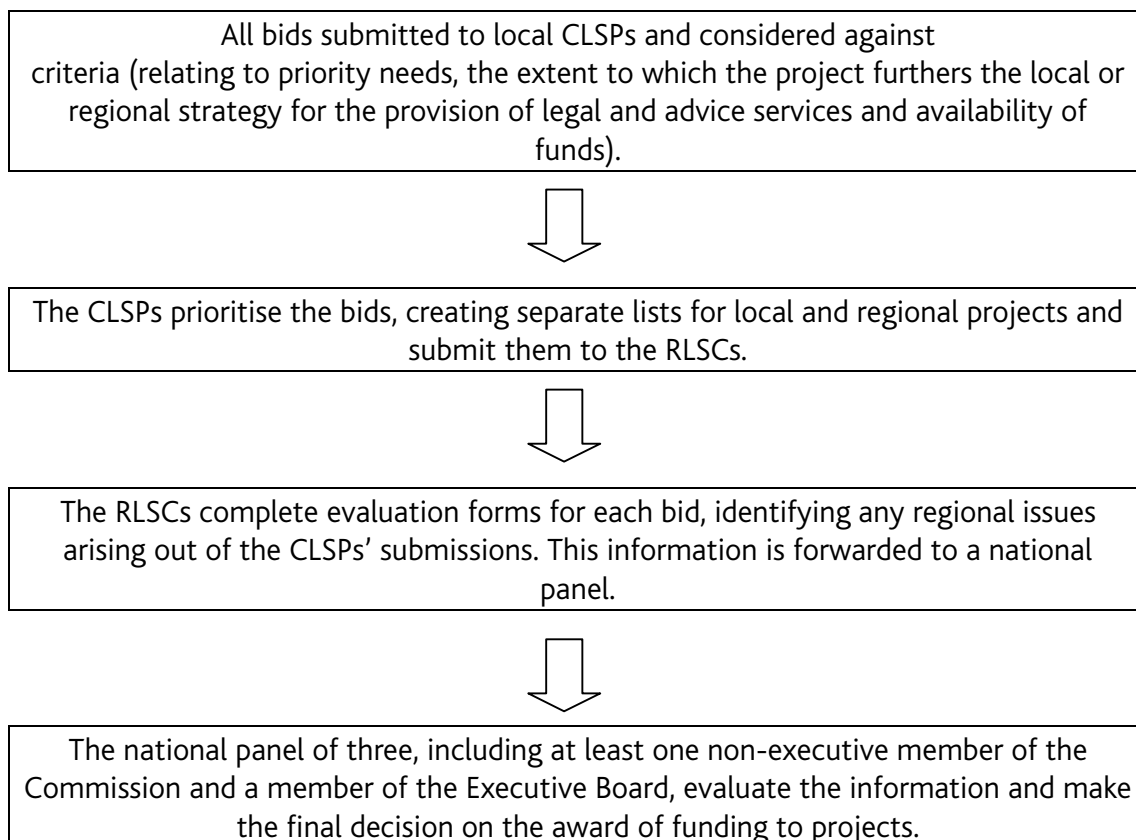 All bids submitted to local CLSPs and considered against
criteria (relating to priority needs, the extent to which the project furthers the local or
regional strategy for the provision of legal and advice services and availability of
funds).
The CLSPs prioritise the bids, creating separate lists for local and regional projects and
submit them to the RLSCs.
The RLSCs complete evaluation forms for each bid, identifying any regional issues
arising out of the CLSPs’ submissions. This information is forwarded to a national
panel.
The national panel of three, including at least one non-executive member of the
Commission and a member of the Executive Board, evaluate the information and make
the final decision on the award of funding to projects.